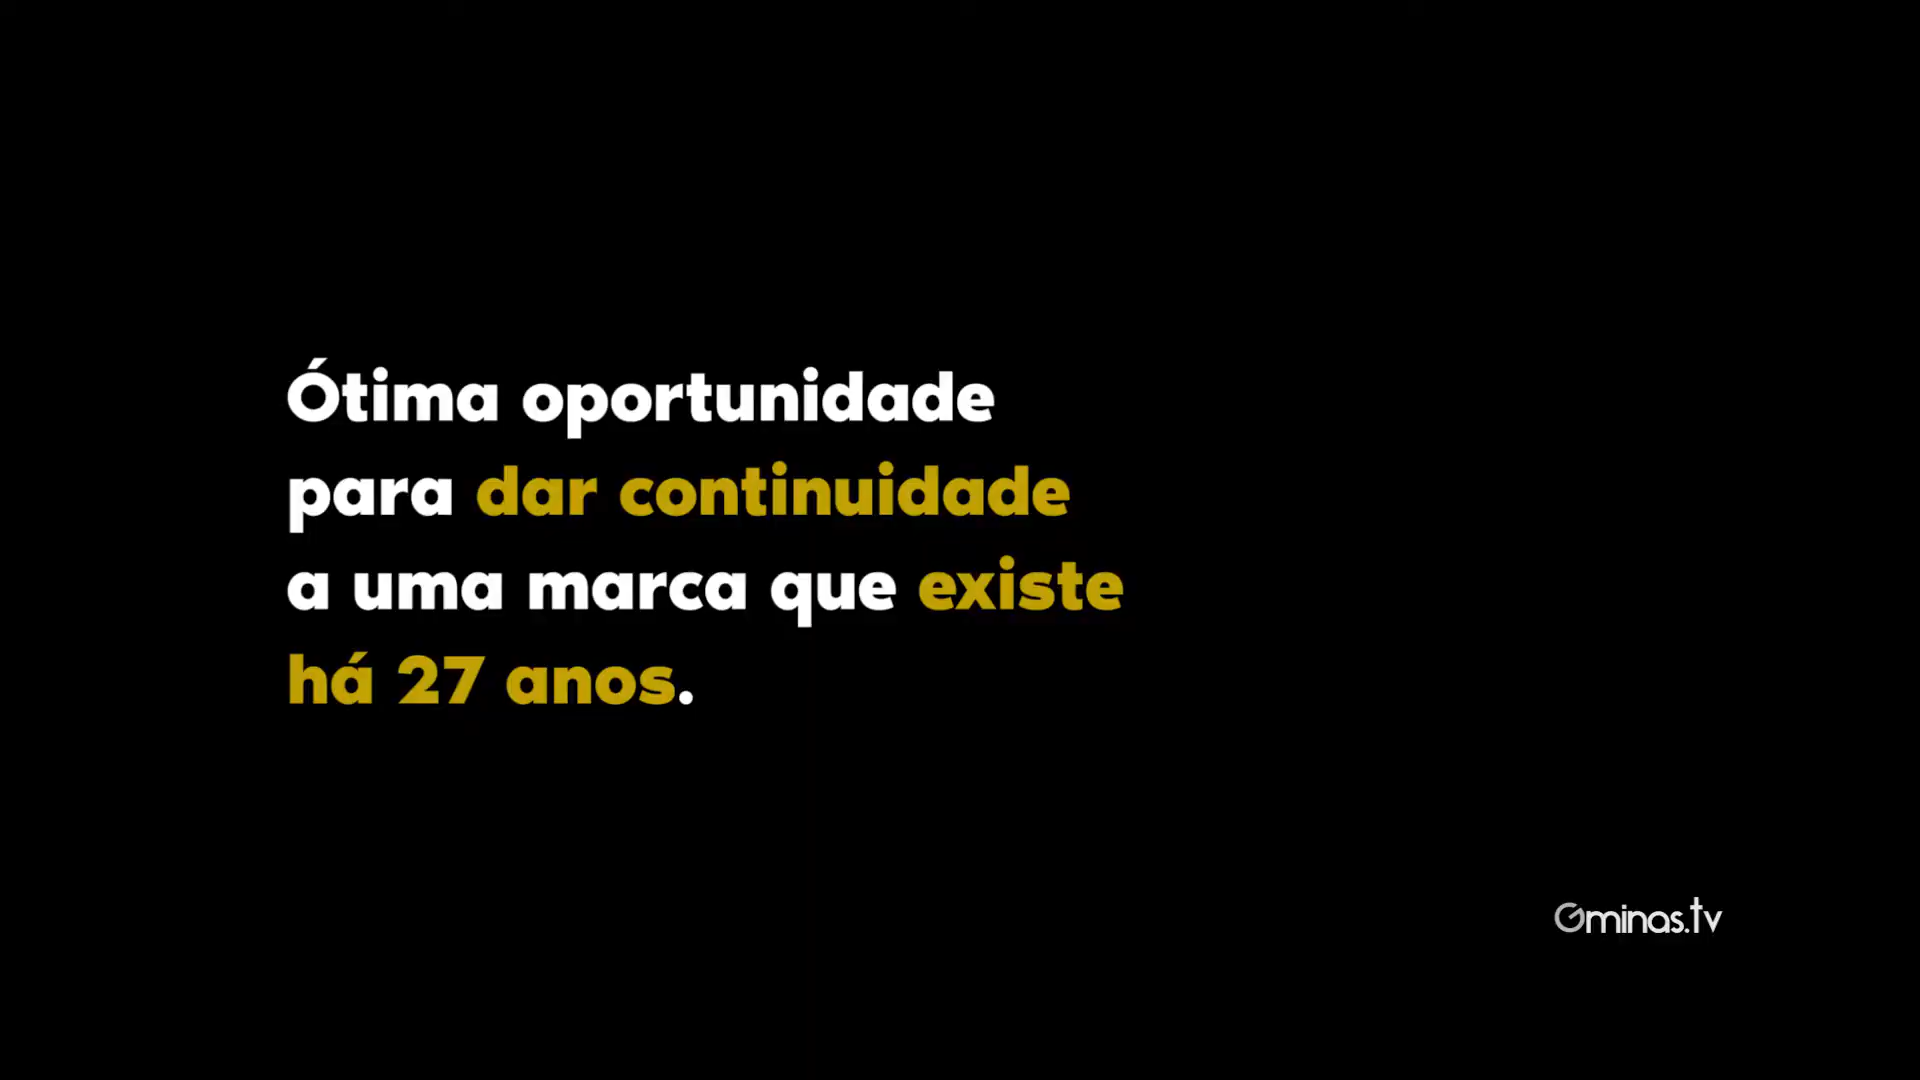 Ótima oportunidade
para dar continuidade
a uma marca que existe
há 27 anos.
Gminas.tv